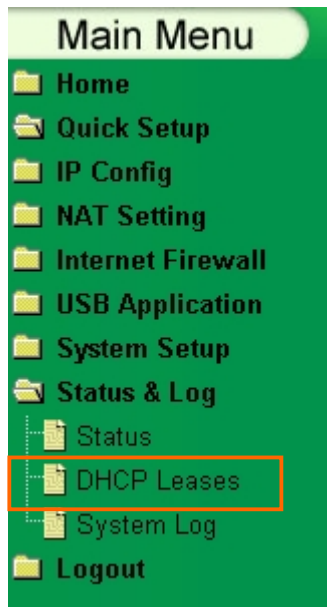 Main Menu
Home
Quick Setup
IP Config
NAT Setting
Internet Firewall
USB Application
System Setup
Status & Log
Status
DHCP Leases
System Log
Logout